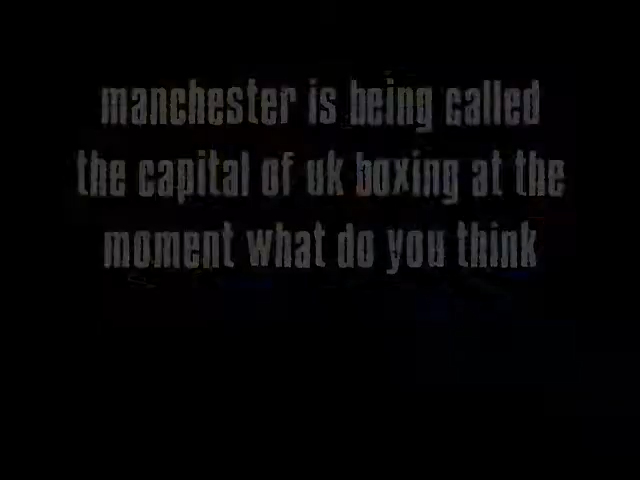 manchester is being called
the capital of uk boxing at the
moment what do you think